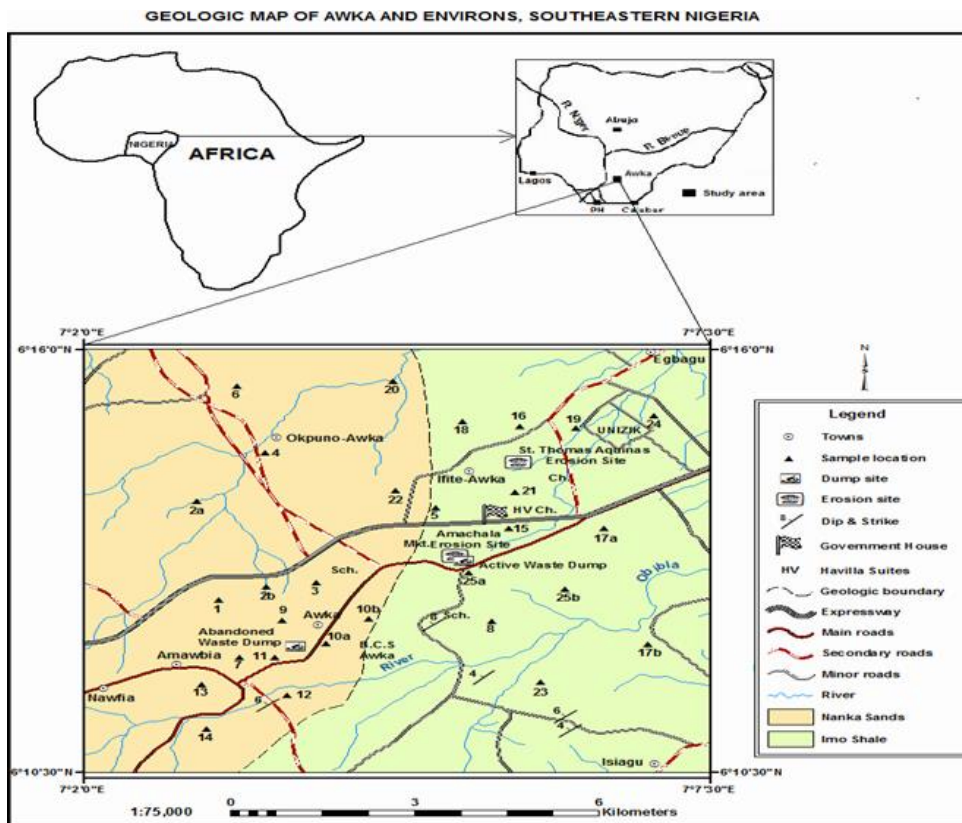 GEOLOGIC MAP OF AWKA AND ENVIRONS, SOUTHEASTERN NIGERIA
NIGERIA
AFRICA
R. Niger
Abuja
R. Benue
Lagos
Awka
PH
Calabar
Study area
7°2'0"E
7°7'30"E
6°16'0"N
6°16'0"N
N
Egbagu
6
20
Okpuno-Awka
4
18
16
19
UNIZIK
24
St. Thomas Aquinas
Erosion Site
Ifite-Awka
Ch.
2a
22
21
5
HV Ch.
15
17a
Amachala
Mkt. Erosion Site
Active Waste Dump
Sch.
25a
Obibia
2b
3
25b
1
9
Awka
10b
8 Sch.
8
Abandoned
Waste Dump
10a
B.C.S
Awka
17b
Amawbia
7
11
River
4
Nawfia
13
12
6
23
6
4
14
Isiagu
6°10'30"N
6°10'30"N
7°2'0"E
7°7'30"E
1:75,000
0
3
6
Kilometers
Legend
Towns
Sample location
Dump site
Erosion site
8
Dip & Strike
Government House
HV
Havilla Suites
Geologic boundary
Expressway
Main roads
Secondary roads
Minor roads
River
Nanka Sands
Imo Shale